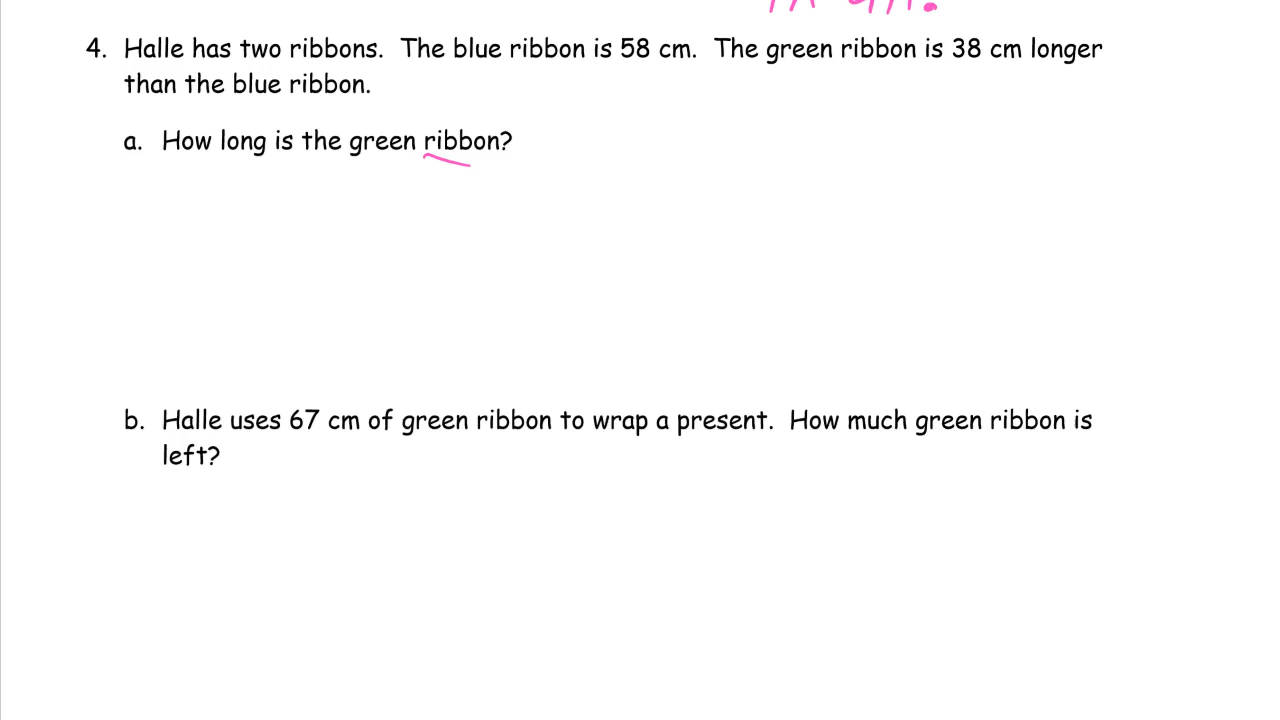 4. Halle has two ribbons. The blue ribbon is 58 cm. The green ribbon is 38 cm longer
than the blue ribbon.
a. How long is the green ribbon?
b. Halle uses 67 cm of green ribbon to wrap a present. How much green ribbon is
left?